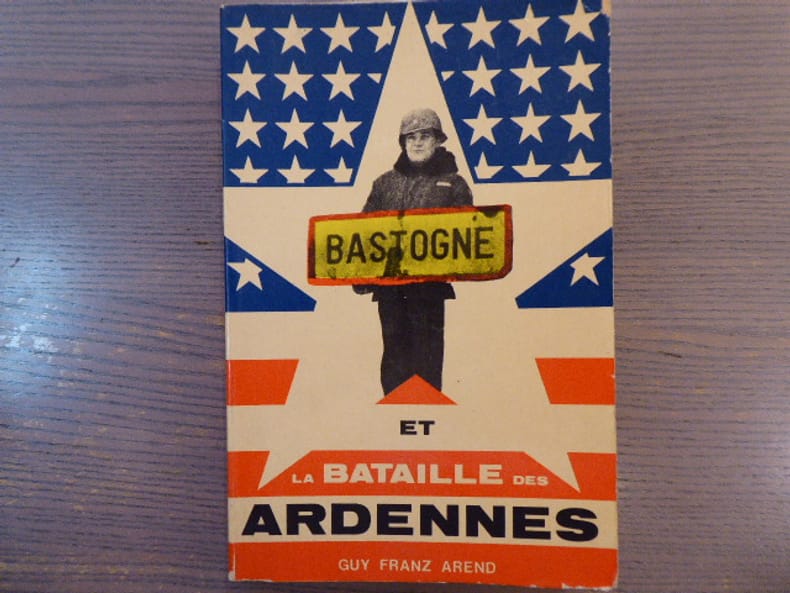 BASTOGNE
ET
LA BATAILLE DES
ARDENNES
GUY FRANZ AREND